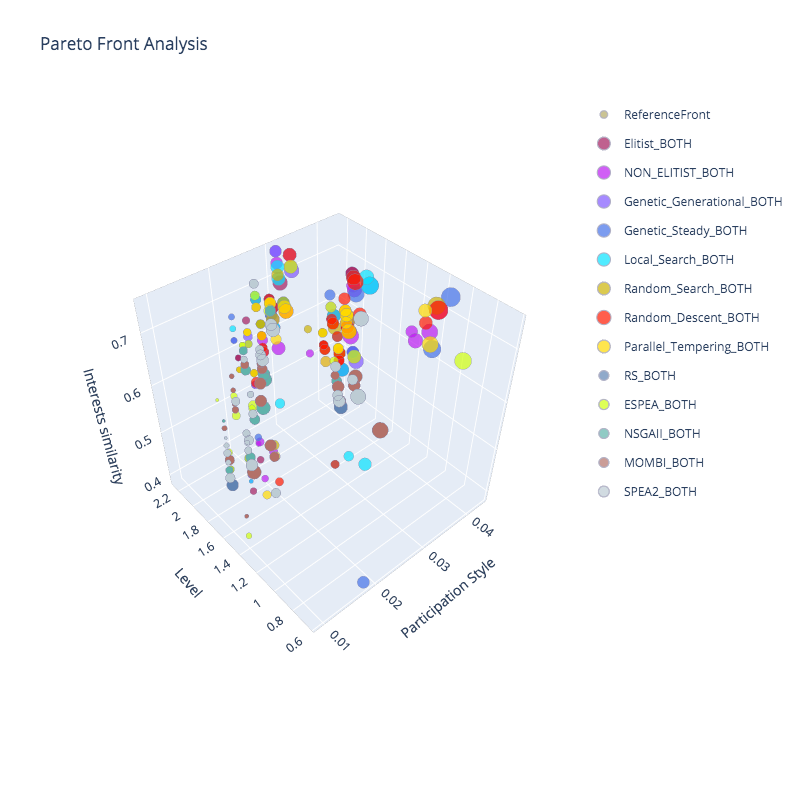 Pareto Front Analysis
ReferenceFront
Elitist_BOTH
NON_ELITIST_BOTH
Genetic_Generational_BOTH
Genetic_Steady_BOTH
Local_Search_BOTH
Random_Search_BOTH
Random_Descent_BOTH
Parallel_Tempering_BOTH
RS_BOTH
ESPEA_BOTH
NSGAII_BOTH
MOMBI_BOTH
SPEA2_BOTH
Interests similarity
0.7
0.6
0.5
0.4
Level
2.2
2
1.8
1.6
1.4
1.2
1
0.8
0.6
Participation Style
0.01
0.02
0.03
0.04